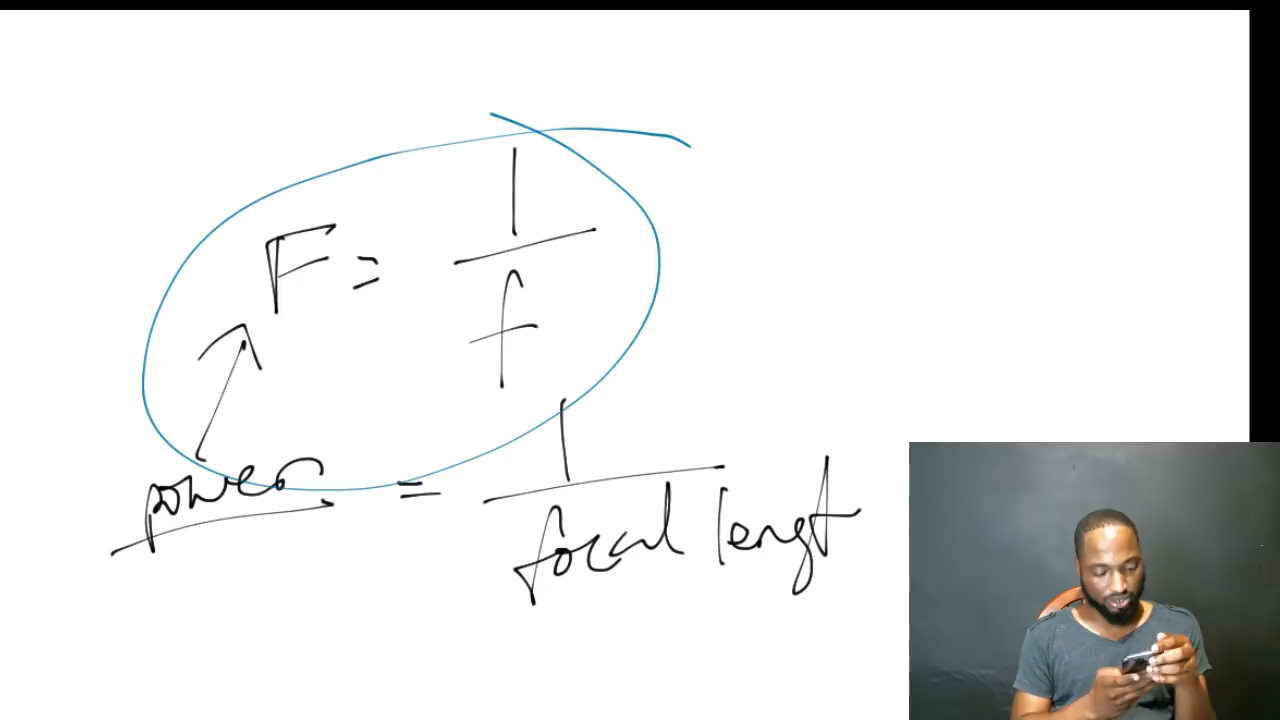 F = 1/f
power = 1/focal lengt